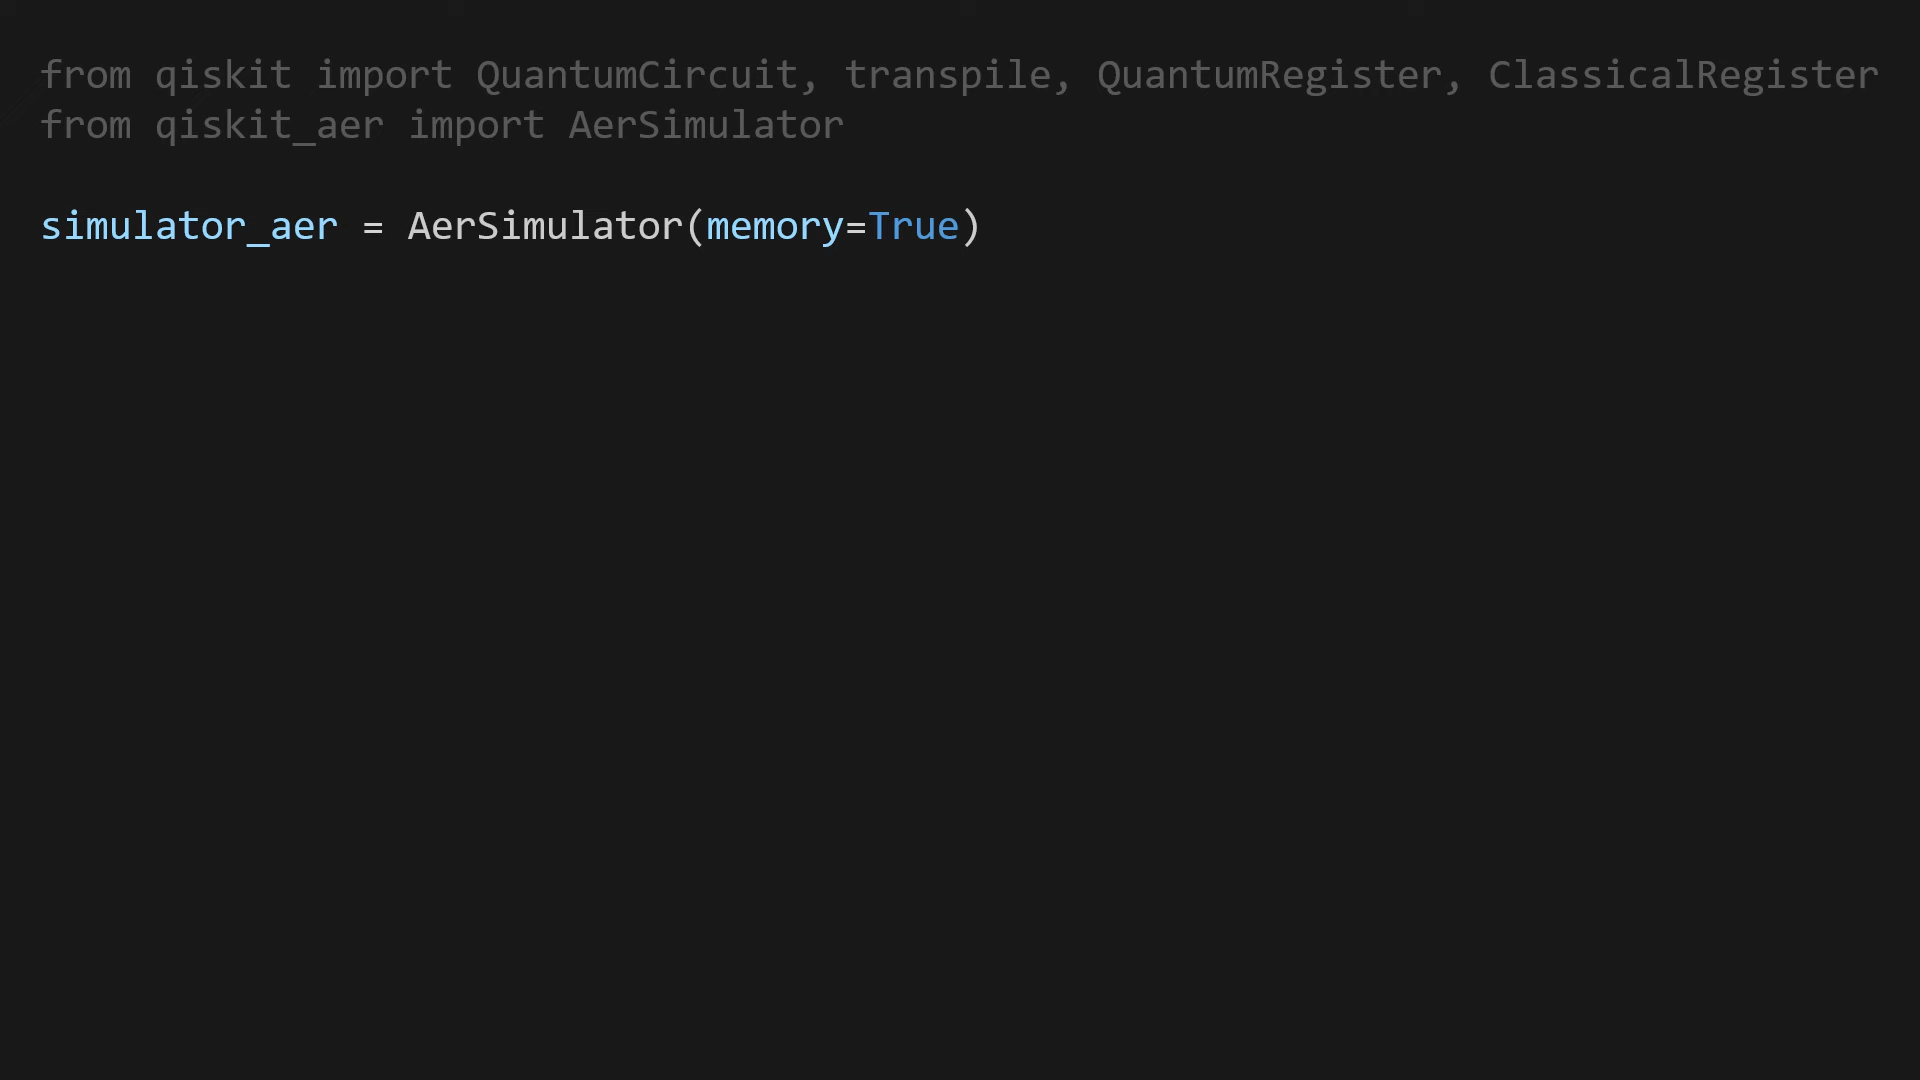 from qiskit import QuantumCircuit, transpile, QuantumRegister, ClassicalRegister
from qiskit_aer import AerSimulator
simulator_aer = AerSimulator(memory=True)